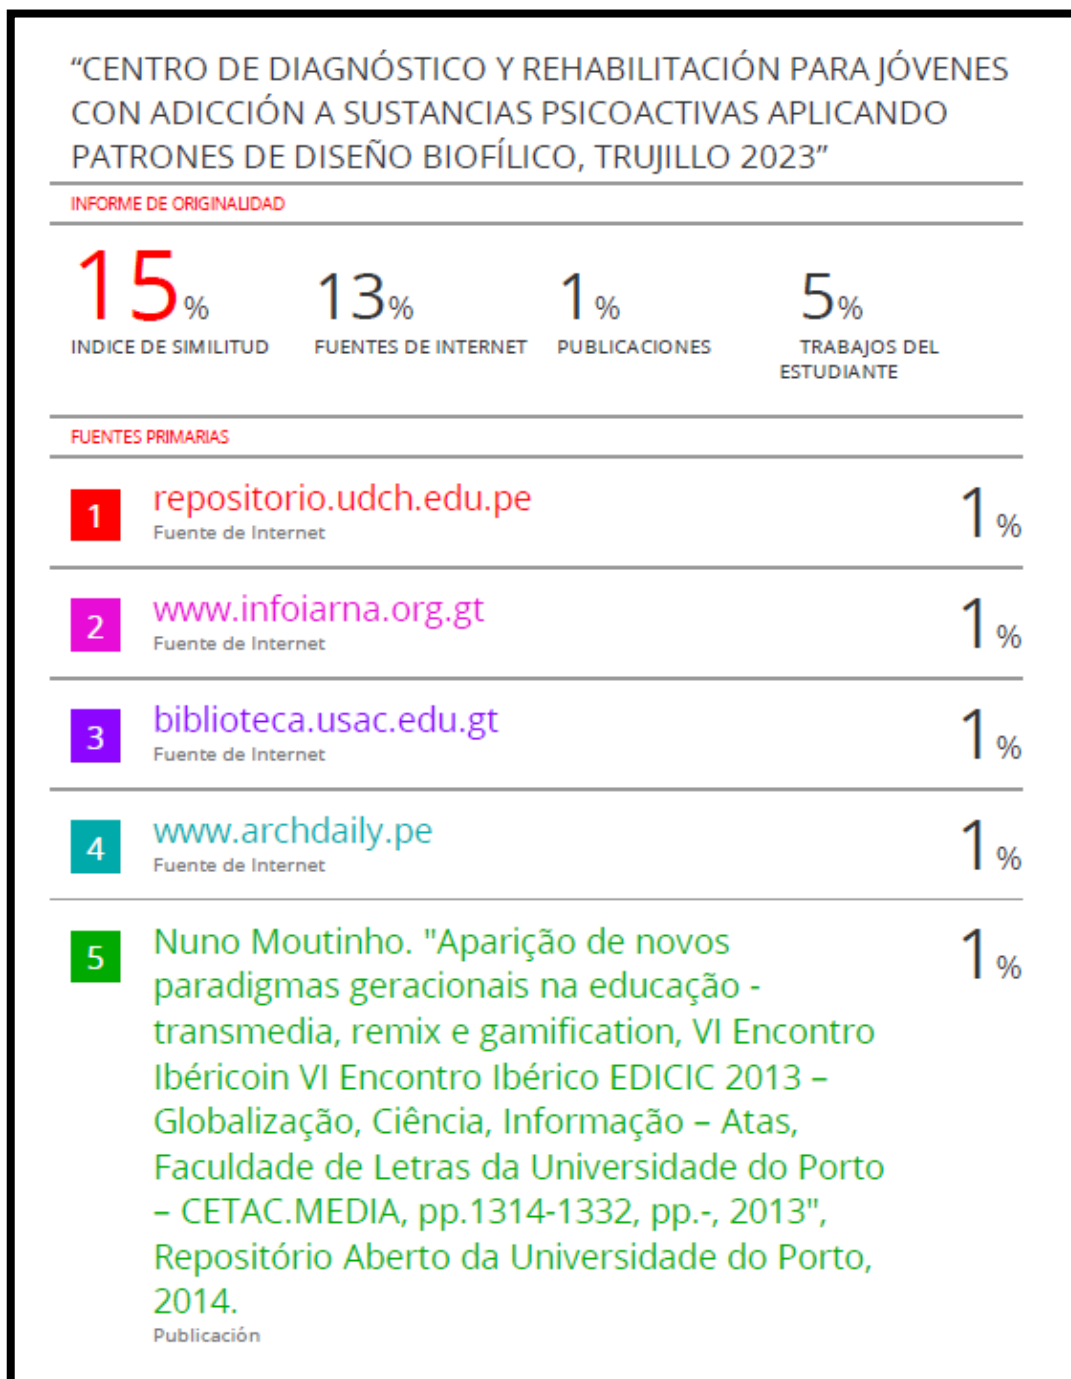 “CENTRO DE DIAGNÓSTICO Y REHABILITACIÓN PARA JÓVENES
CON ADICCIÓN A SUSTANCIAS PSICOACTIVAS APLICANDO
PATRONES DE DISEÑO BIOFÍLICO, TRUJILLO 2023”
INFORME DE ORIGINALIDAD
15% 13% 1% 5%
INDICE DE SIMILITUD FUENTES DE INTERNET PUBLICACIONES TRABAJOS DEL
ESTUDIANTE
FUENTES PRIMARIAS
1 repositorio.udch.edu.pe 1%
Fuente de Internet
2 www.infoiarna.org.gt 1%
Fuente de Internet
3 biblioteca.usac.edu.gt 1%
Fuente de Internet
4 www.archdaily.pe 1%
Fuente de Internet
5 Nuno Moutinho. "Aparição de novos 1%
paradigmas geracionais na educação -
transmedia, remix e gamification, VI Encontro
Ibéricoin VI Encontro Ibérico EDICIC 2013 –
Globalização, Ciência, Informação – Atas,
Faculdade de Letras da Universidade do Porto
– CETAC.MEDIA, pp.1314-1332, pp.-, 2013",
Repositório Aberto da Universidade do Porto,
2014.
Publicación